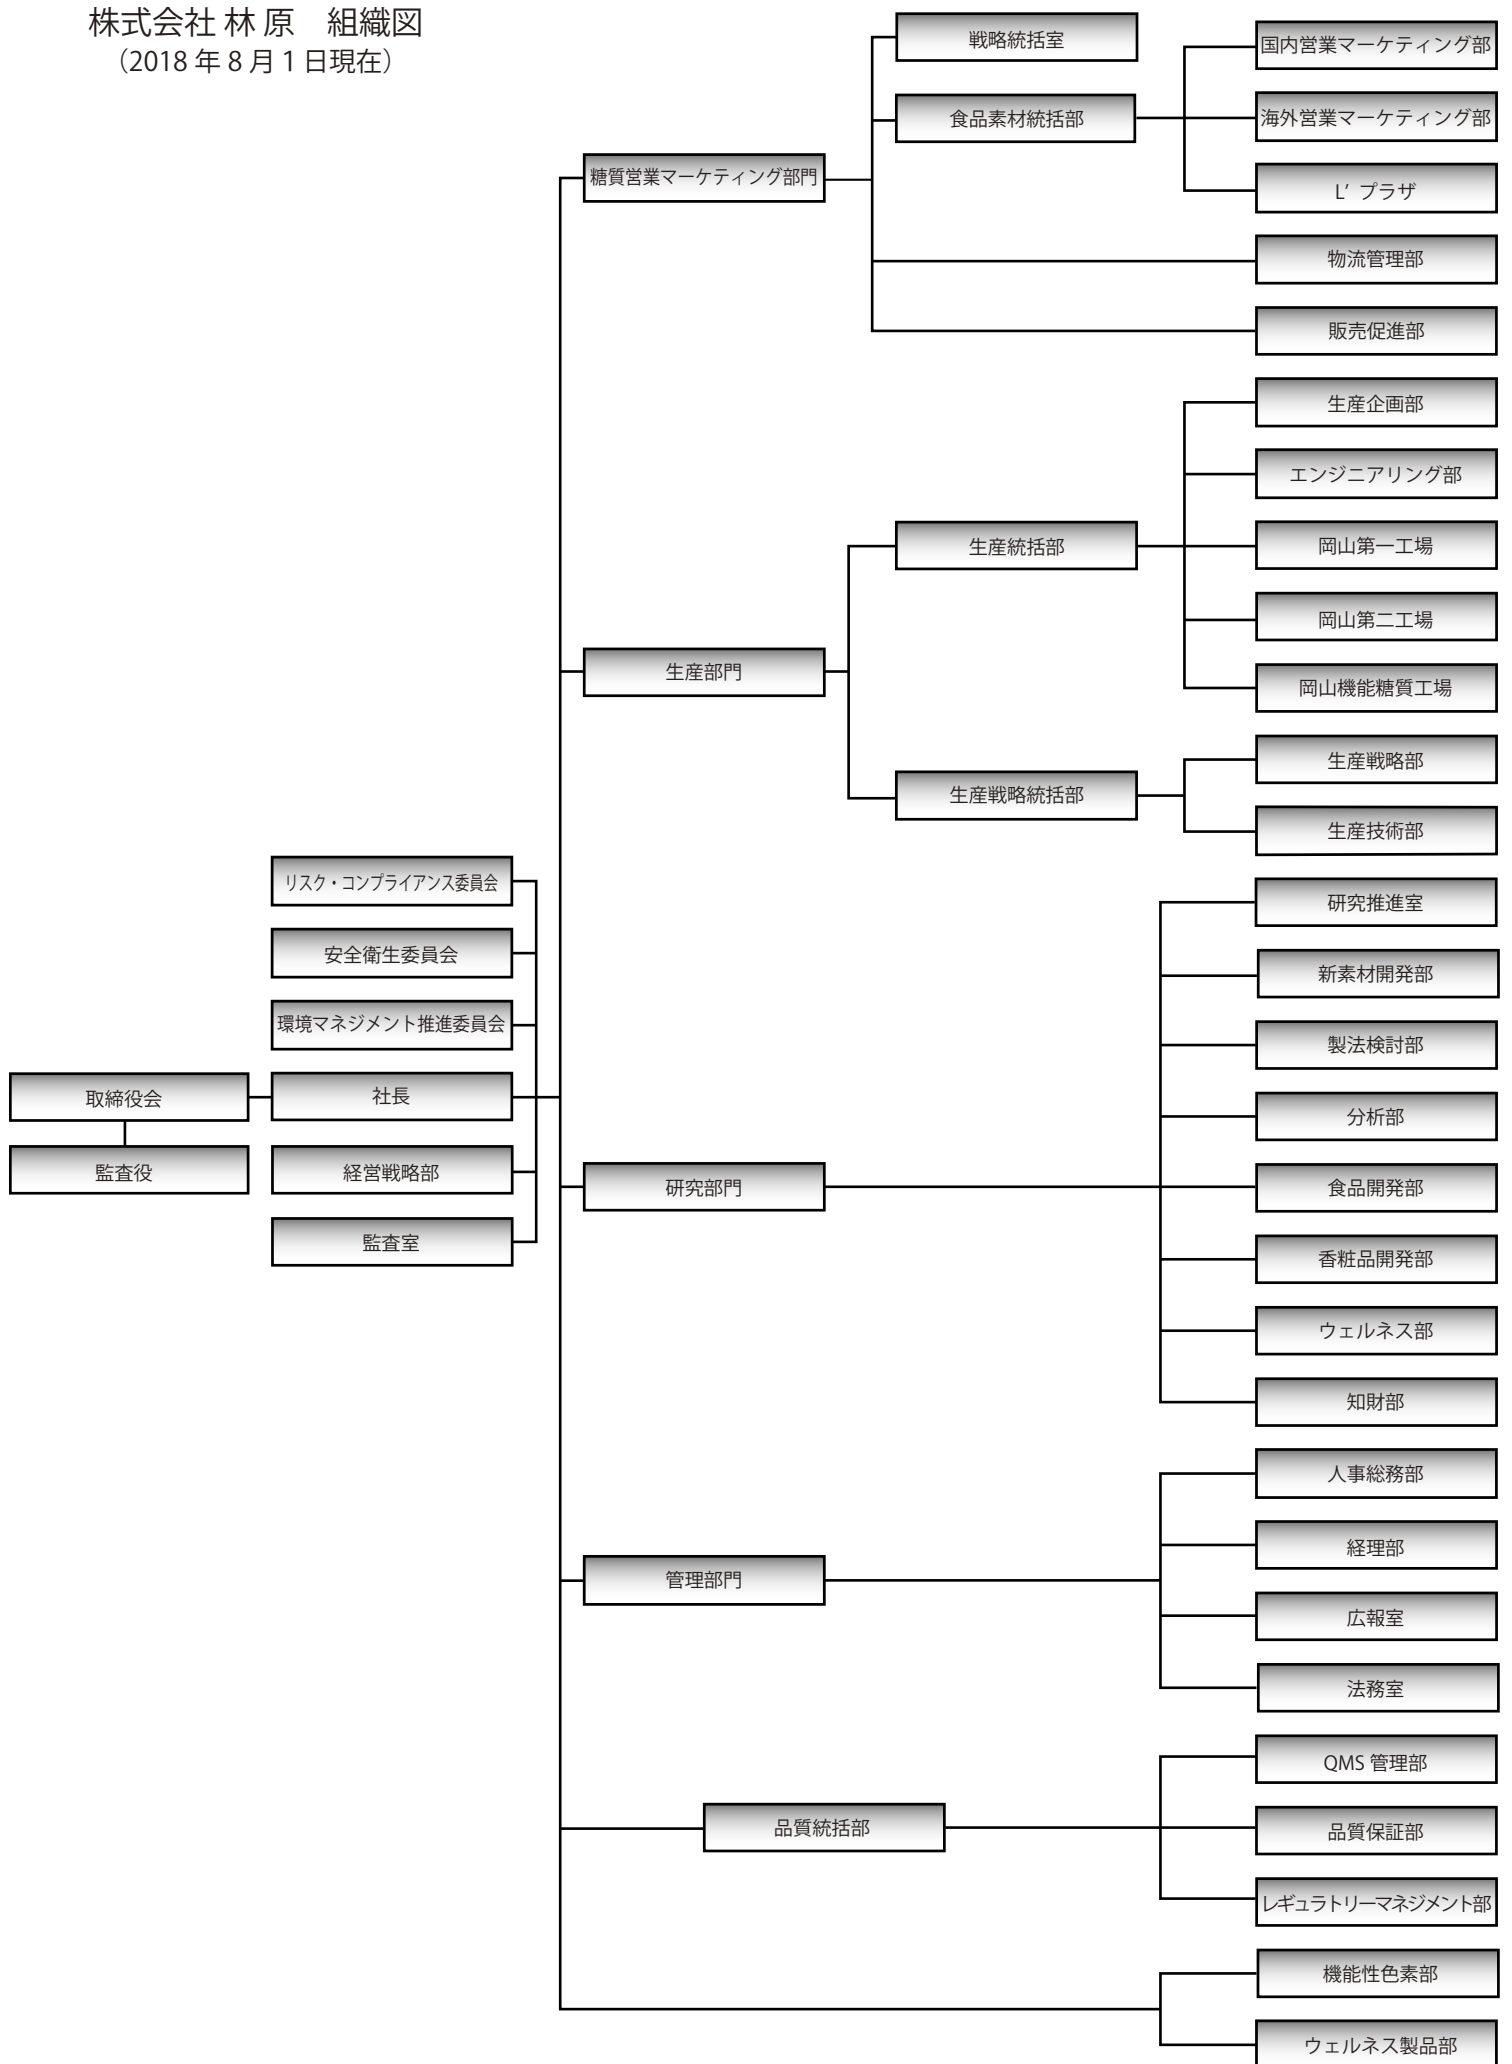 株式会社 林 原　組織図
（2018 年 8 月 1 日現在）
取締役会
監査役
リスク・コンプライアンス委員会
安全衛生委員会
環境マネジメント推進委員会
社長
経営戦略部
監査室
糖質営業マーケティング部門
戦略統括室
食品素材統括部
国内営業マーケティング部
海外営業マーケティング部
L’ プラザ
物流管理部
販売促進部
生産部門
生産統括部
生産企画部
エンジニアリング部
岡山第一工場
岡山第二工場
岡山機能糖質工場
生産戦略統括部
生産戦略部
生産技術部
研究部門
研究推進室
新素材開発部
製法検討部
分析部
食品開発部
香粧品開発部
ウェルネス部
知財部
管理部門
人事総務部
経理部
広報室
法務室
品質統括部
QMS 管理部
品質保証部
レギュラトリーマネジメント部
機能性色素部
ウェルネス製品部